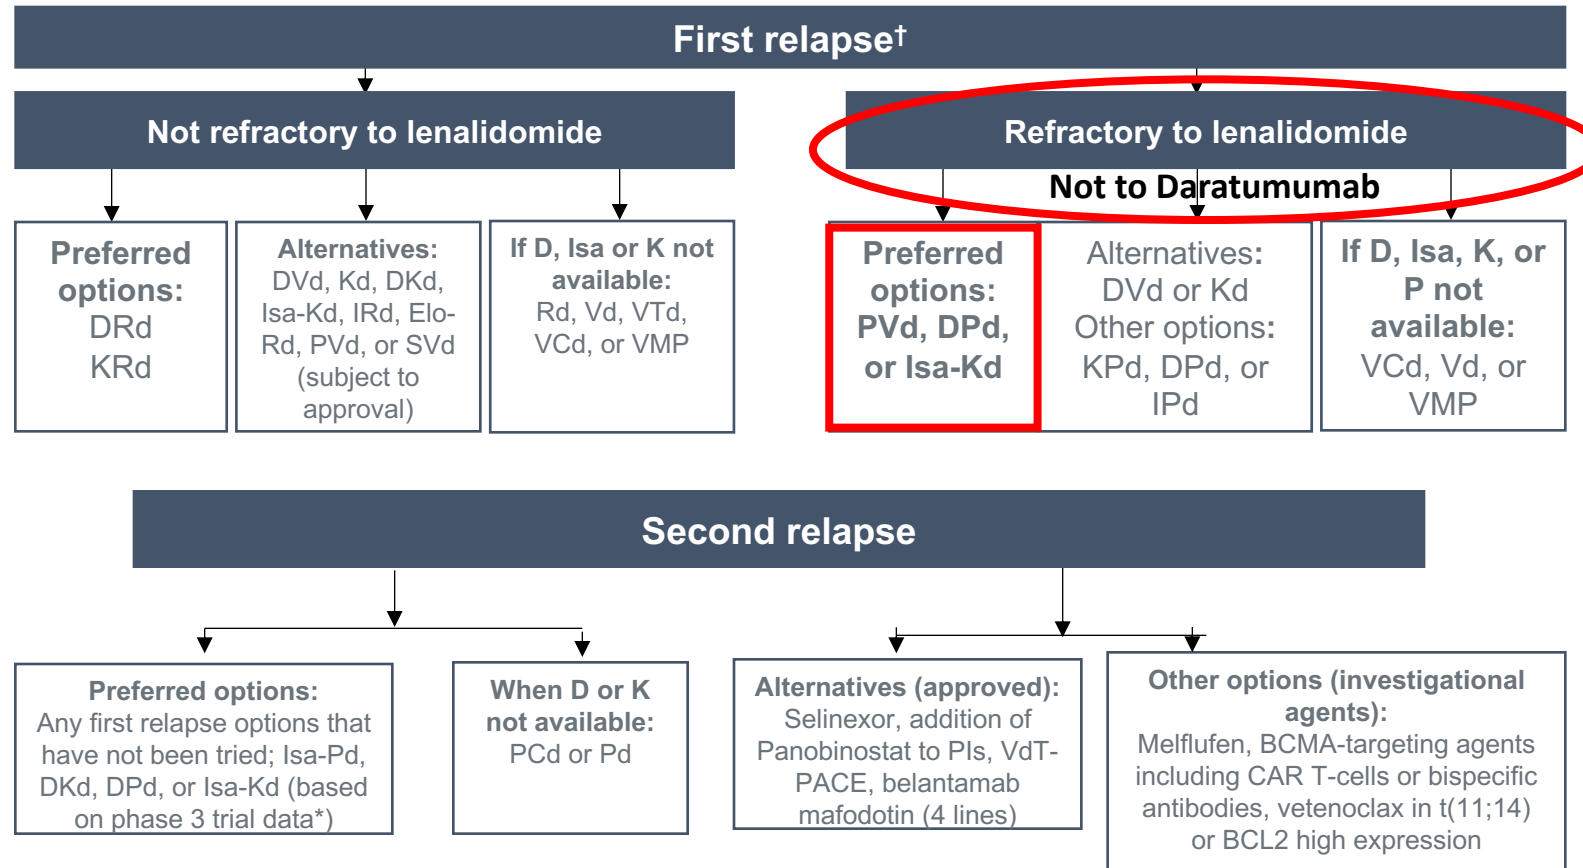 First relapse†
Not refractory to lenalidomide
Refractory to lenalidomide
Not to Daratumumab
Preferred
options:
DRd
KRd
Alternatives:
DVd, Kd, DKd,
Isa-Kd, IRd, Elo-
Rd, PVd, or SVd
(subject to
approval)
If D, Isa or K not
available:
Rd, Vd, VTd,
VCd, or VMP
Preferred
options:
PVd, DPd,
or Isa-Kd
Alternatives:
DVd or Kd
Other options:
KPd, DPd, or
IPd
If D, Isa, K, or
P not
available:
VCd, Vd, or
VMP
Second relapse
Preferred options:
Any first relapse options that
have not been tried; Isa-Pd,
DKd, DPd, or Isa-Kd (based
on phase 3 trial data*)
When D or K
not available:
PCd or Pd
Alternatives (approved):
Selinexor, addition of
Panobinostat to PIs, VdT-
PACE, belantamab
mafodotin (4 lines)
Other options (investigational
agents):
Melflufen, BCMA-targeting agents
including CAR T-cells or bispecific
antibodies, vetenoclax in t(11;14)
or BCL2 high expression